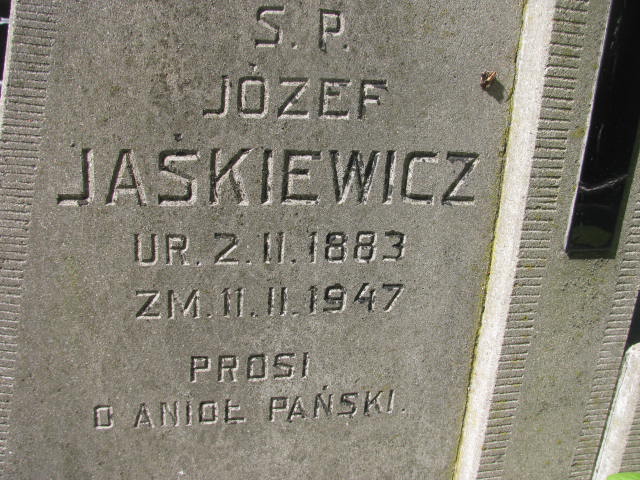 Ś. P.
JÓZEF
JAŚKIEWICZ
UR. 2. II. 1883
ZM. 11. II. 1947
PROSI
O ANIOŁ PAŃSKI.